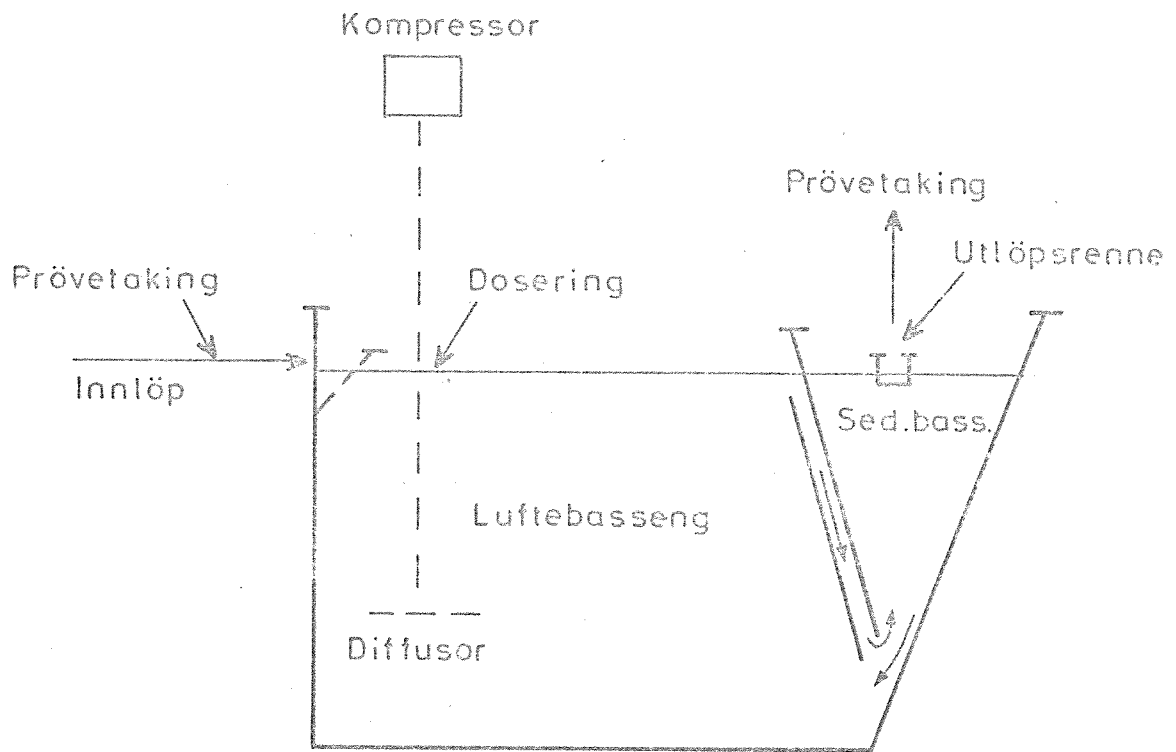 Kompressor
Prövetaking
Utlöpsrenne
Prövetaking
Dosering
Innlöp
Sed.bass.
Luftebasseng
Diffusor